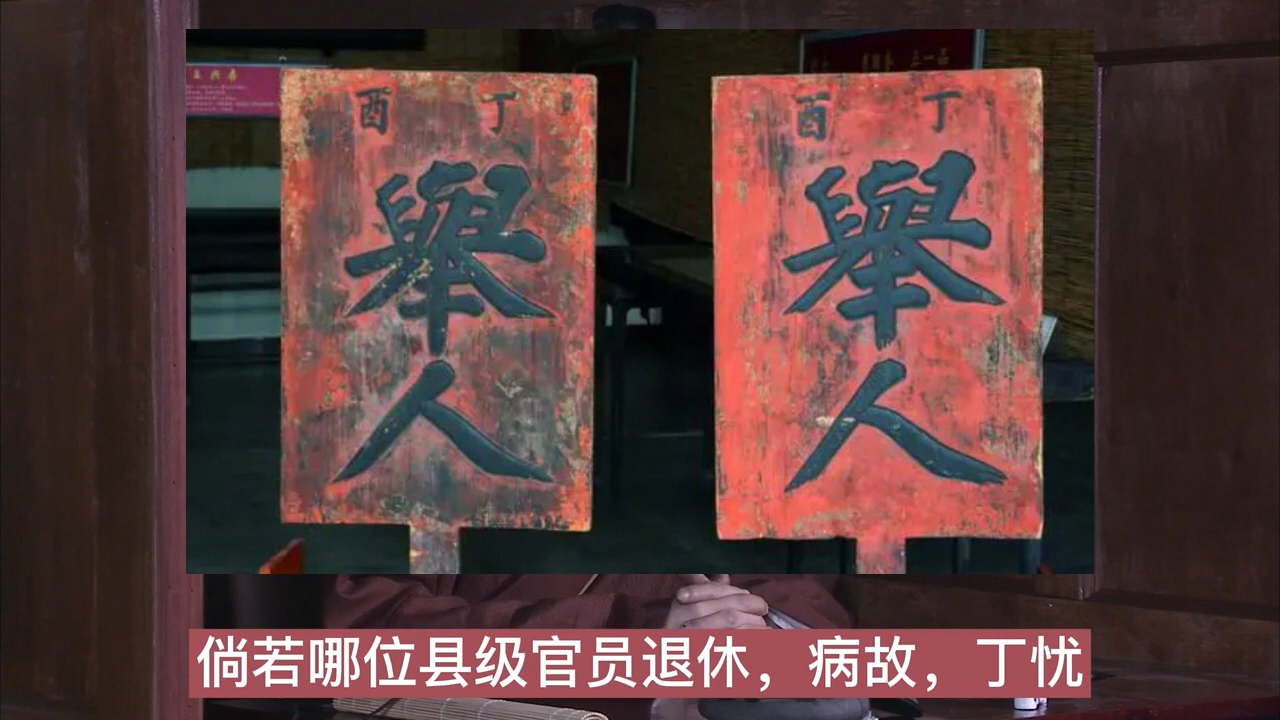 酉 丁
舉
人
酉 丁
舉
人
倘若哪位县级官员退休，病故，丁忧